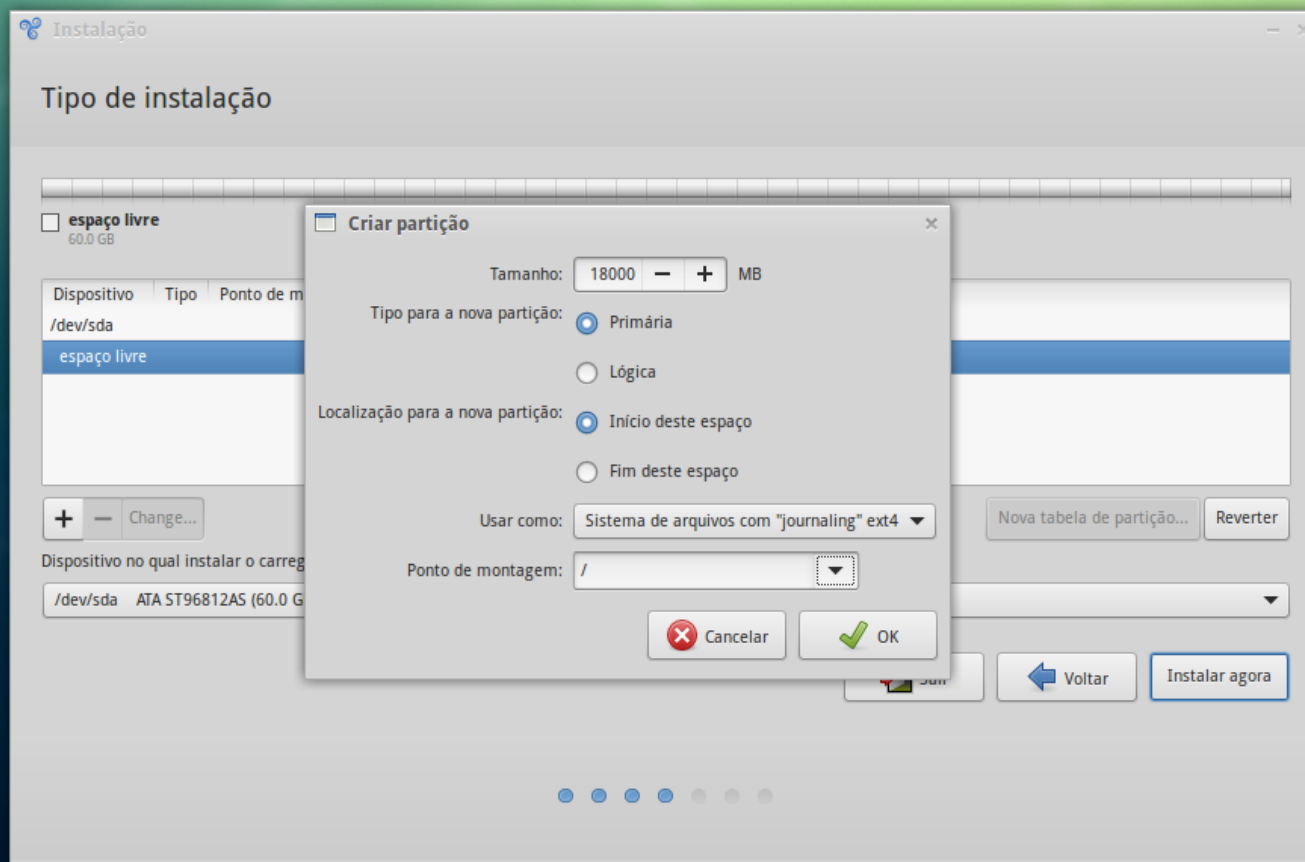 Instalação
Tipo de instalação
espaço livre
60.0 GB
Criar partição
Tamanho: 18000 MB
Tipo para a nova partição: Primária
Lógica
Localização para a nova partição: Início deste espaço
Fim deste espaço
Usar como: Sistema de arquivos com "journaling" ext4
Ponto de montagem: /
Cancelar OK
Dispositivo Tipo Ponto de m
/dev/sda
espaço livre
Change...
Nova tabela de partição... Reverter
Dispositivo no qual instalar o carreg
/dev/sda ATA ST96812AS (60.0 G
Voltar Instalar agora